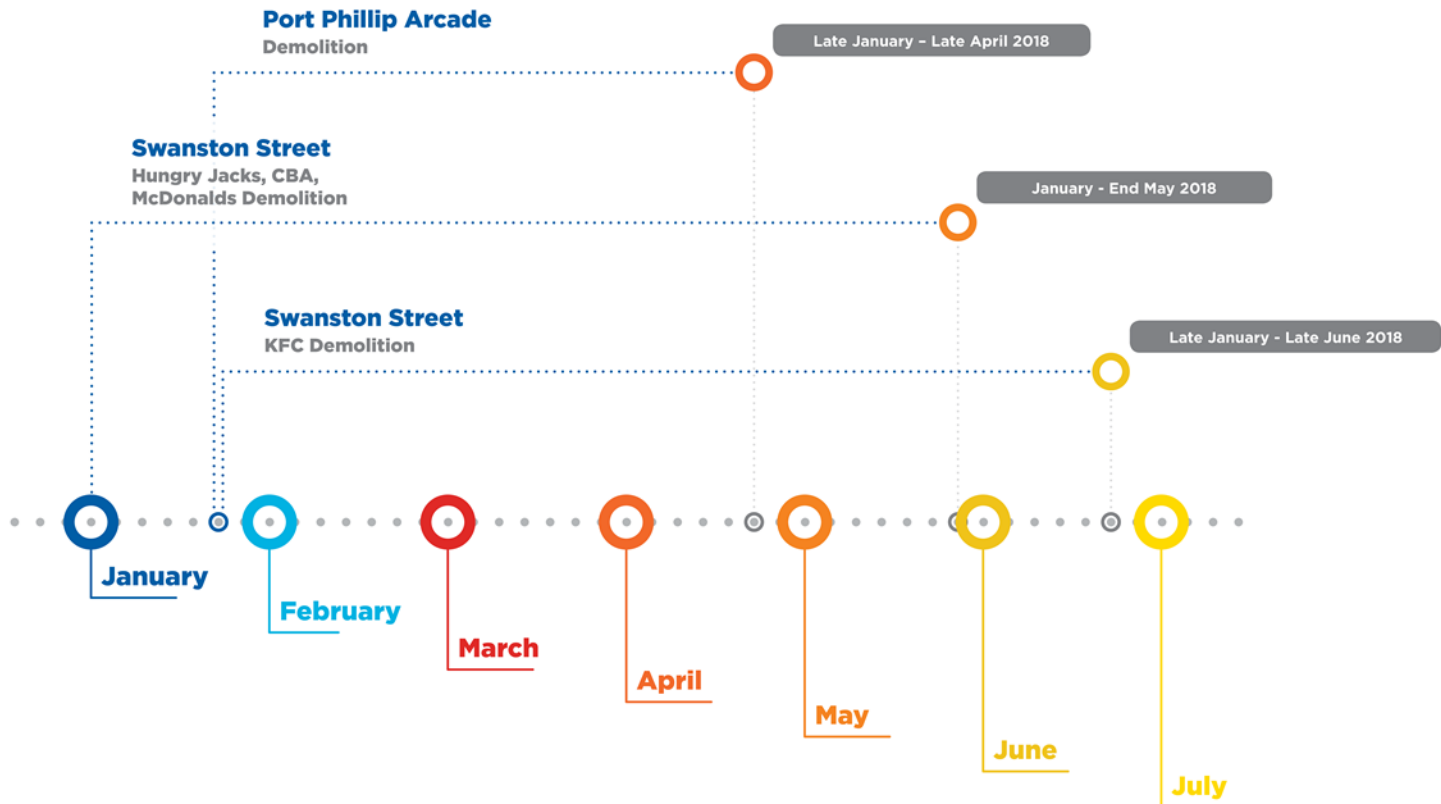 Port Phillip Arcade
Demolition
Late January – Late April 2018
Swanston Street
Hungry Jacks, CBA,
McDonalds Demolition
January - End May 2018
Swanston Street
KFC Demolition
Late January - Late June 2018
January
February
March
April
May
June
July